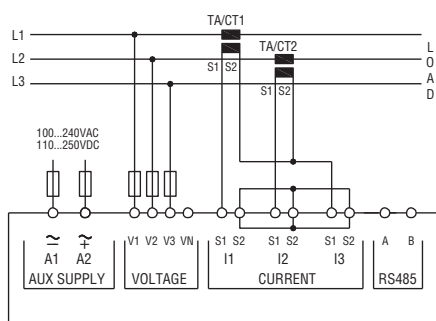 TA/CT1
L1
TA/CT2
L2
S1 S2
L3
S1 S2
L
O
A
D
100...240VAC
110...250VDC
V1 V2 V3 VN S1 S2 S1 S2 S1 S2 A B
A1 A2 I1 I2 I3
AUX SUPPLY VOLTAGE CURRENT RS485